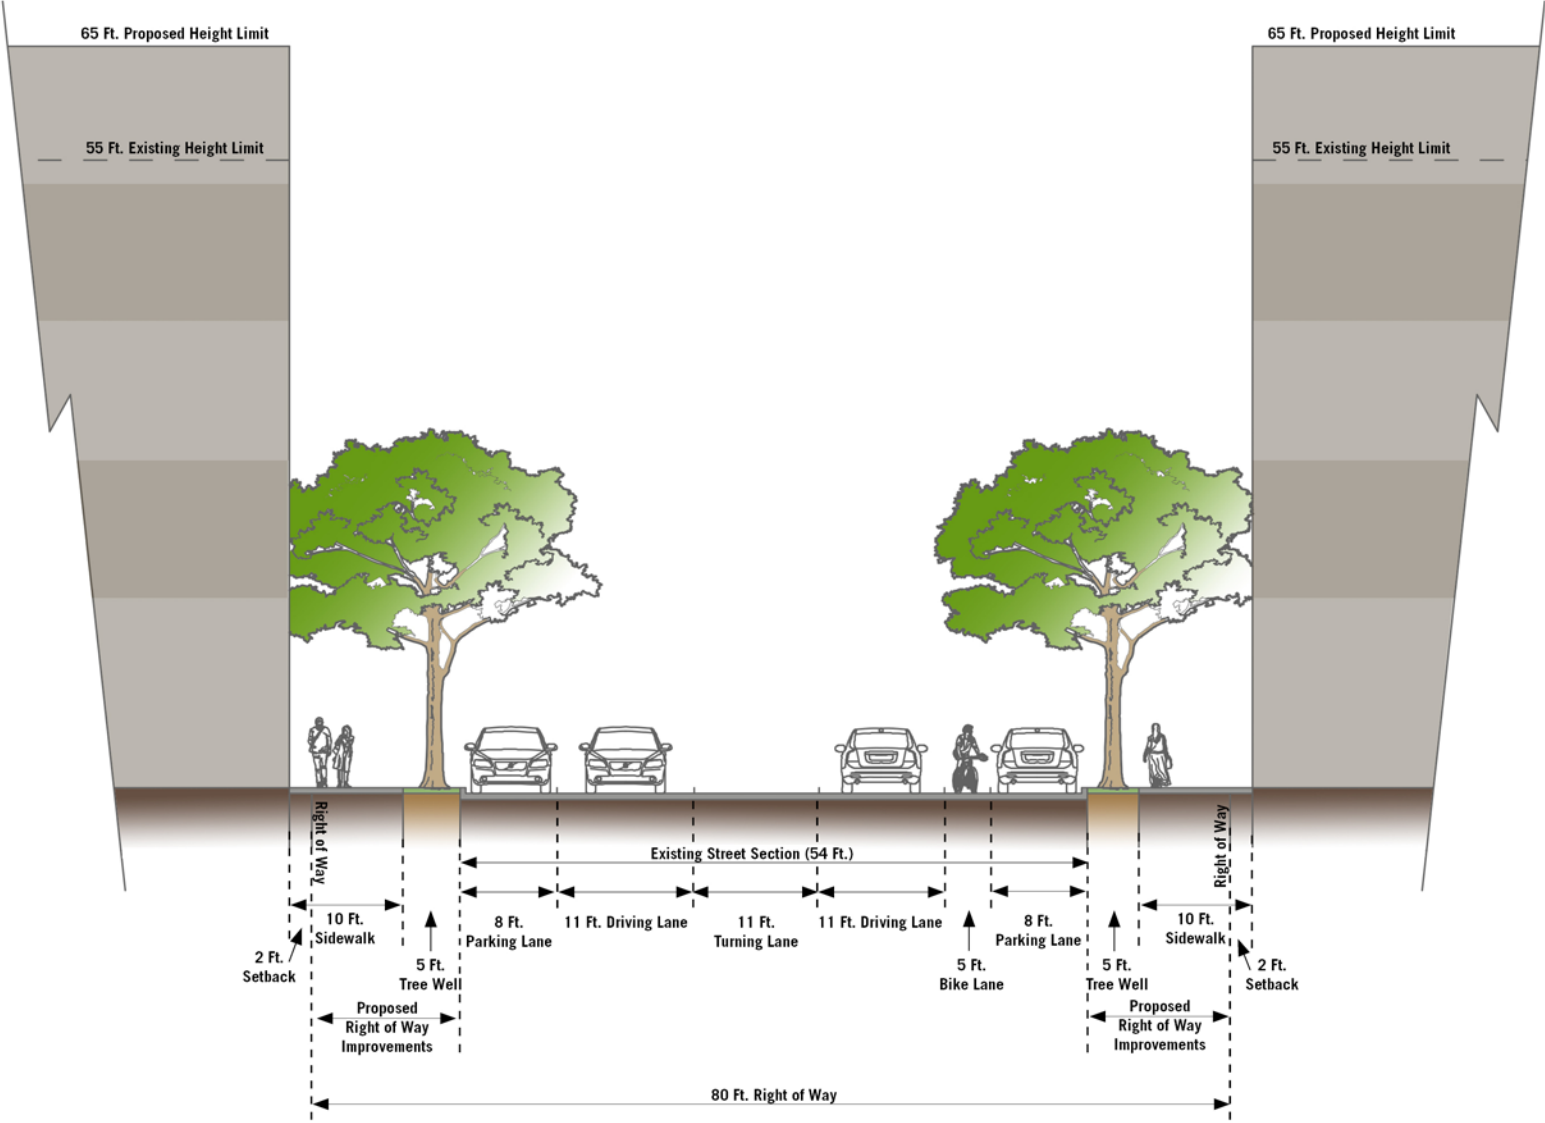 65 Ft. Proposed Height Limit
65 Ft. Proposed Height Limit
55 Ft. Existing Height Limit
55 Ft. Existing Height Limit
Right of Way
Right of Way
Existing Street Section (54 Ft.)
10 Ft.
Sidewalk
8 Ft.
Parking Lane
11 Ft. Driving Lane
11 Ft.
Turning Lane
11 Ft. Driving Lane
8 Ft.
Parking Lane
10 Ft.
Sidewalk
2 Ft.
Setback
5 Ft.
Tree Well
5 Ft.
Bike Lane
5 Ft.
Tree Well
2 Ft.
Setback
Proposed
Right of Way
Improvements
Proposed
Right of Way
Improvements
80 Ft. Right of Way